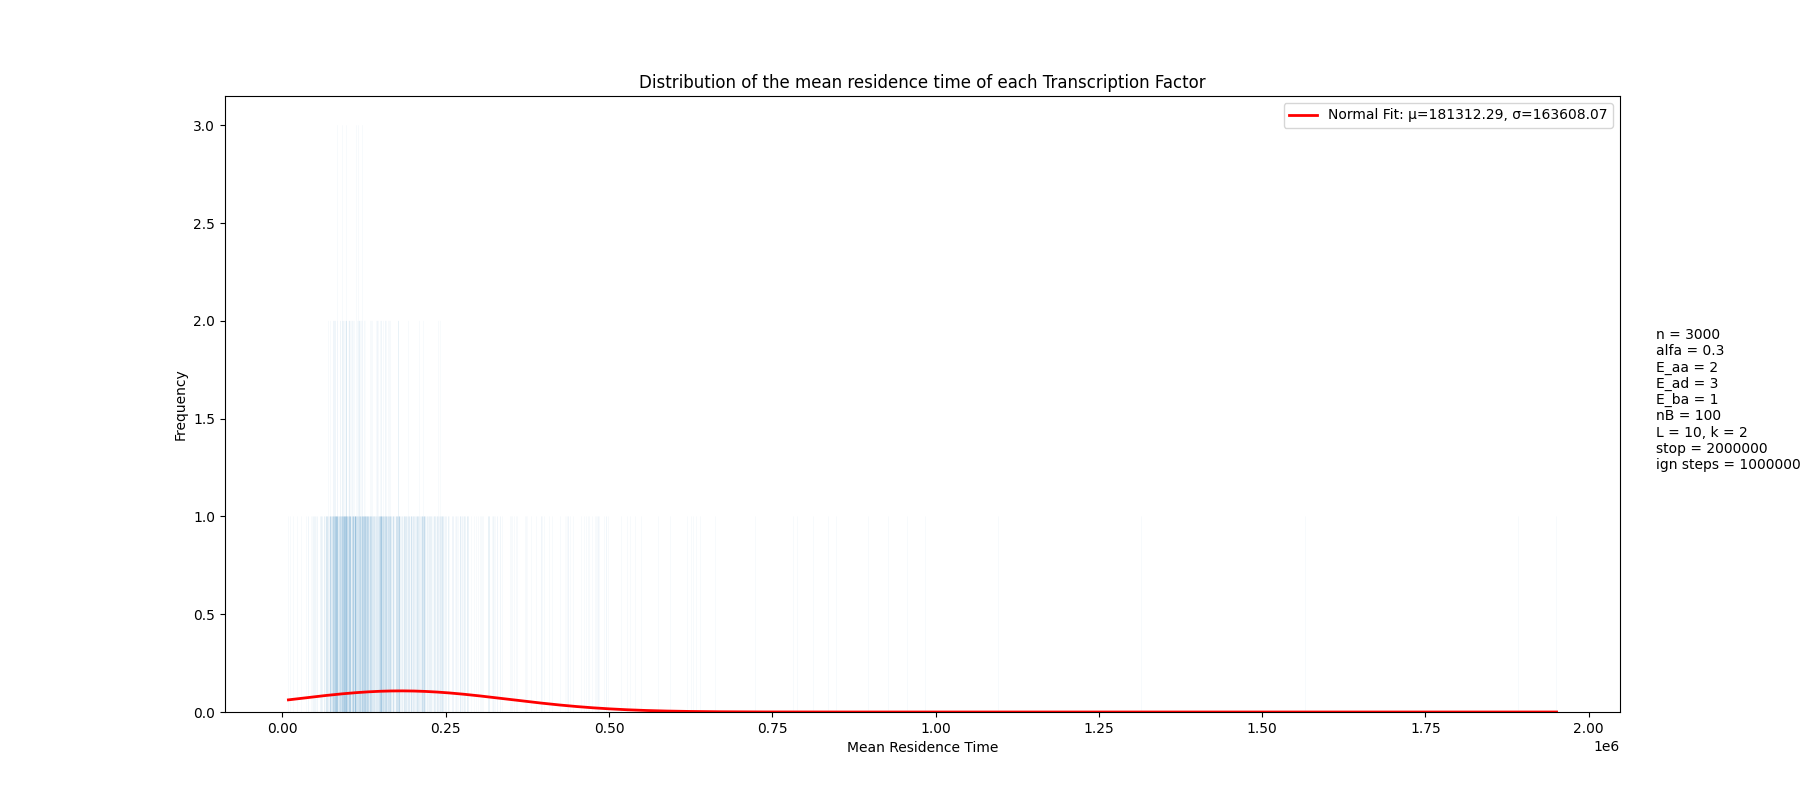 Distribution of the mean residence time of each Transcription Factor
Normal Fit: μ=181312.29, σ=163608.07
3.0
2.5
2.0
1.5
1.0
0.5
0.0
Frequency
0.00 0.25 0.50 0.75 1.00 1.25 1.50 1.75 2.00
1e6
Mean Residence Time
n = 3000
alfa = 0.3
E_aa = 2
E_ad = 3
E_ba = 1
nB = 100
L = 10, k = 2
stop = 2000000
ign steps = 1000000